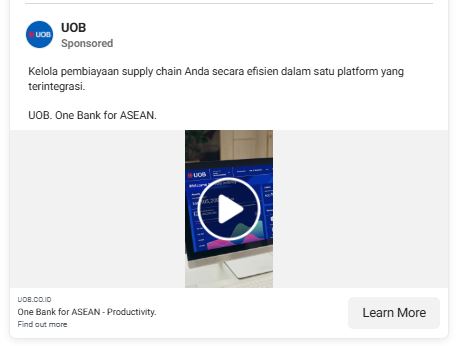 UOB
UOB
Sponsored
Kelola pembiayaan supply chain Anda secara efisien dalam satu platform yang
terintegrasi.
UOB. One Bank for ASEAN.
UOB
UOB.CO.ID
One Bank for ASEAN - Productivity.
Find out more
Learn More